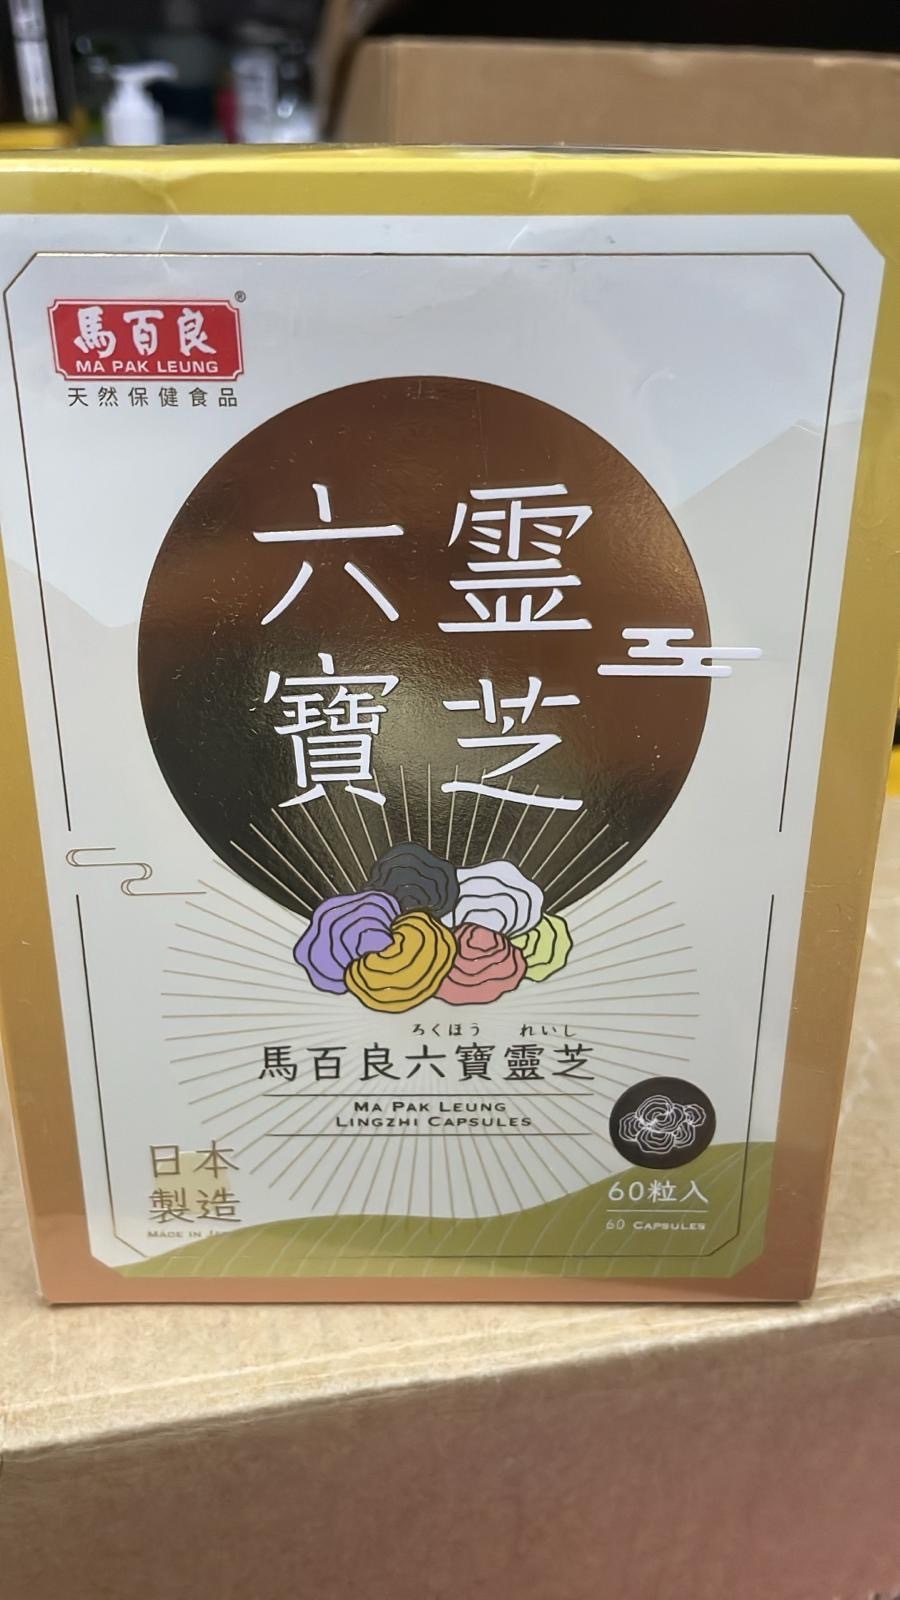 馬百良®
MA PAK LEUNG
天然保健食品
六寶
靈芝
ろくほう れいし
馬百良六寶靈芝
MA PAK LEUNG
LINGZHI CAPSULES
日本
製造
MADE IN
60粒入
60 CAPSULES